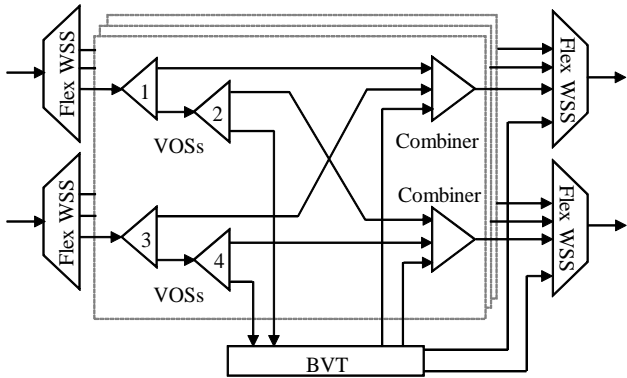 Flex WSS
1
2
VOSs
Combiner
Flex WSS
Flex WSS
3
4
VOSs
Combiner
Flex WSS
BVT